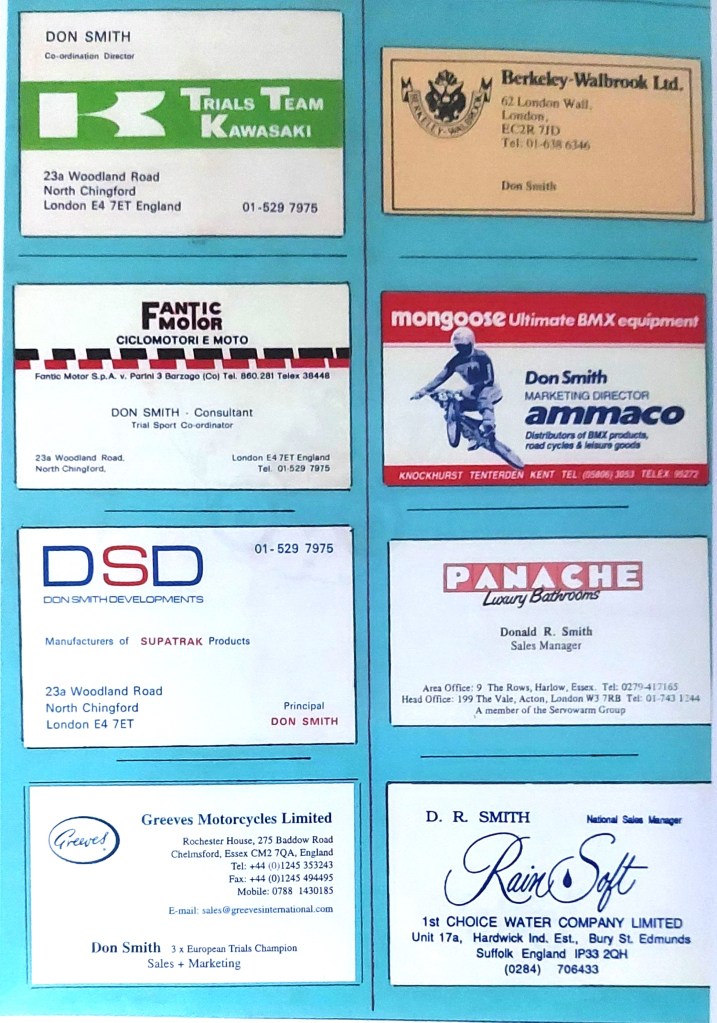 DON SMITH
Co-ordination Director
TRIALS TEAM
KAWASAKI
23a Woodland Road
North Chingford
London E4 7ET England 01-529 7975
BERKELEY-WALBROOK
Berkeley-Walbrook Ltd.
62 London Wall,
London,
EC2R 7JD
Tel: 01-638 6346
Don Smith
FANTIC
MOTOR
CICLOMOTORI E MOTO
Fantic Motor S.p.A. v. Parini 3 Barzago (Co) Tel. 860.281 Telex 38448
DON SMITH - Consultant
Trial Sport Co-ordinator
23a Woodland Road, London E4 7ET England
North Chingford, Tel. 01-529 7975
mongoose Ultimate BMX equipment
Don Smith
MARKETING DIRECTOR
ammaco
Distributors of BMX products,
road cycles & leisure goods
KNOCKHURST TENTERDEN KENT TEL: (05806) 3053 TELEX: 95272
DSD 01-529 7975
DON SMITH DEVELOPMENTS
Manufacturers of SUPATRAK Products
23a Woodland Road
North Chingford Principal
London E4 7ET DON SMITH
PANACHE
Luxury Bathrooms
Donald R. Smith
Sales Manager
Area Office: 9 The Rows, Harlow, Essex. Tel: 0279-417165
Head Office: 199 The Vale, Acton, London W3 7RB Tel: 01-743 1244
A member of the Servowarm Group
Greeves
Greeves Motorcycles Limited
Rochester House, 275 Baddow Road
Chelmsford, Essex CM2 7QA, England
Tel: +44 (0)1245 353243
Fax: +44 (0)1245 494495
Mobile: 0788 1430185
E-mail: sales@greevesinternational.com
Don Smith 3 x European Trials Champion
Sales + Marketing
D. R. SMITH National Sales Manager
Rain Soft
1st CHOICE WATER COMPANY LIMITED
Unit 17a, Hardwick Ind. Est., Bury St. Edmunds
Suffolk England IP33 2QH
(0284) 706433